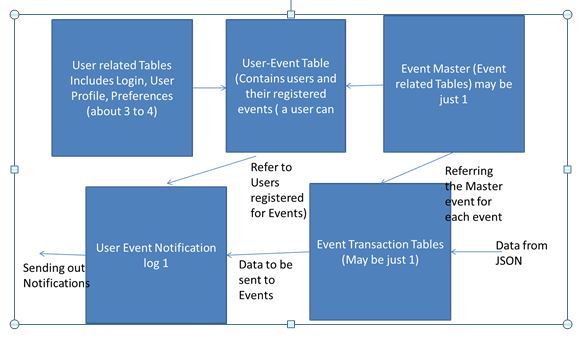 User related Tables
Includes Login, User
Profile, Preferences
(about 3 to 4)
User-Event Table
(Contains users and
their registered
events ( a user can
Event Master (Event
related Tables) may be
just 1
Refer to
Users
registered
for Events)
Referring
the Master
event for
each event
User Event Notification
log 1
Event Transaction Tables
(May be just 1)
Data from
JSON
Sending out
Notifications
Data to be
sent to
Events